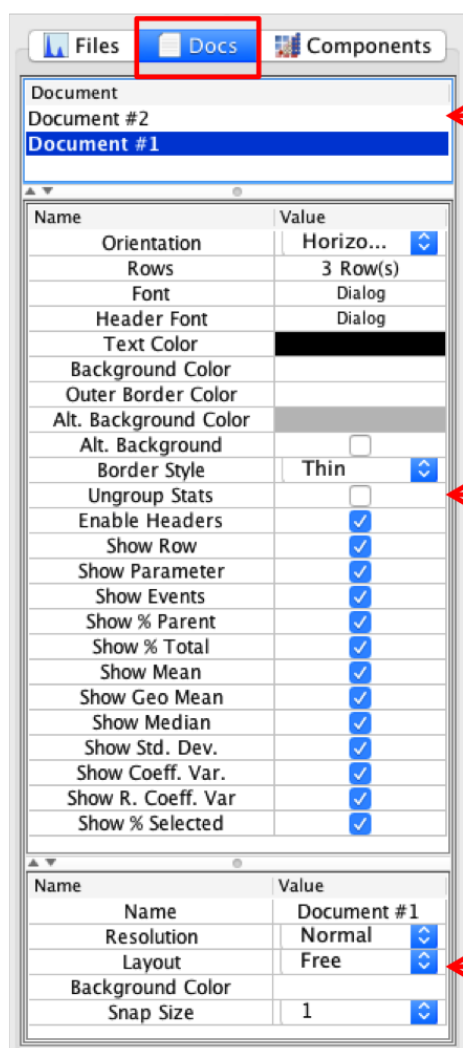 Files Docs Components
Document
Document #2
Document #1
Name Value
Orientation Horizo...
Rows 3 Row(s)
Font Dialog
Header Font Dialog
Text Color
Background Color
Outer Border Color
Alt. Background Color
Alt. Background
Border Style Thin
Ungroup Stats
Enable Headers
Show Row
Show Parameter
Show Events
Show % Parent
Show % Total
Show Mean
Show Geo Mean
Show Median
Show Std. Dev.
Show Coeff. Var.
Show R. Coeff. Var
Show % Selected
Name Value
Name Document #1
Resolution Normal
Layout Free
Background Color
Snap Size 1